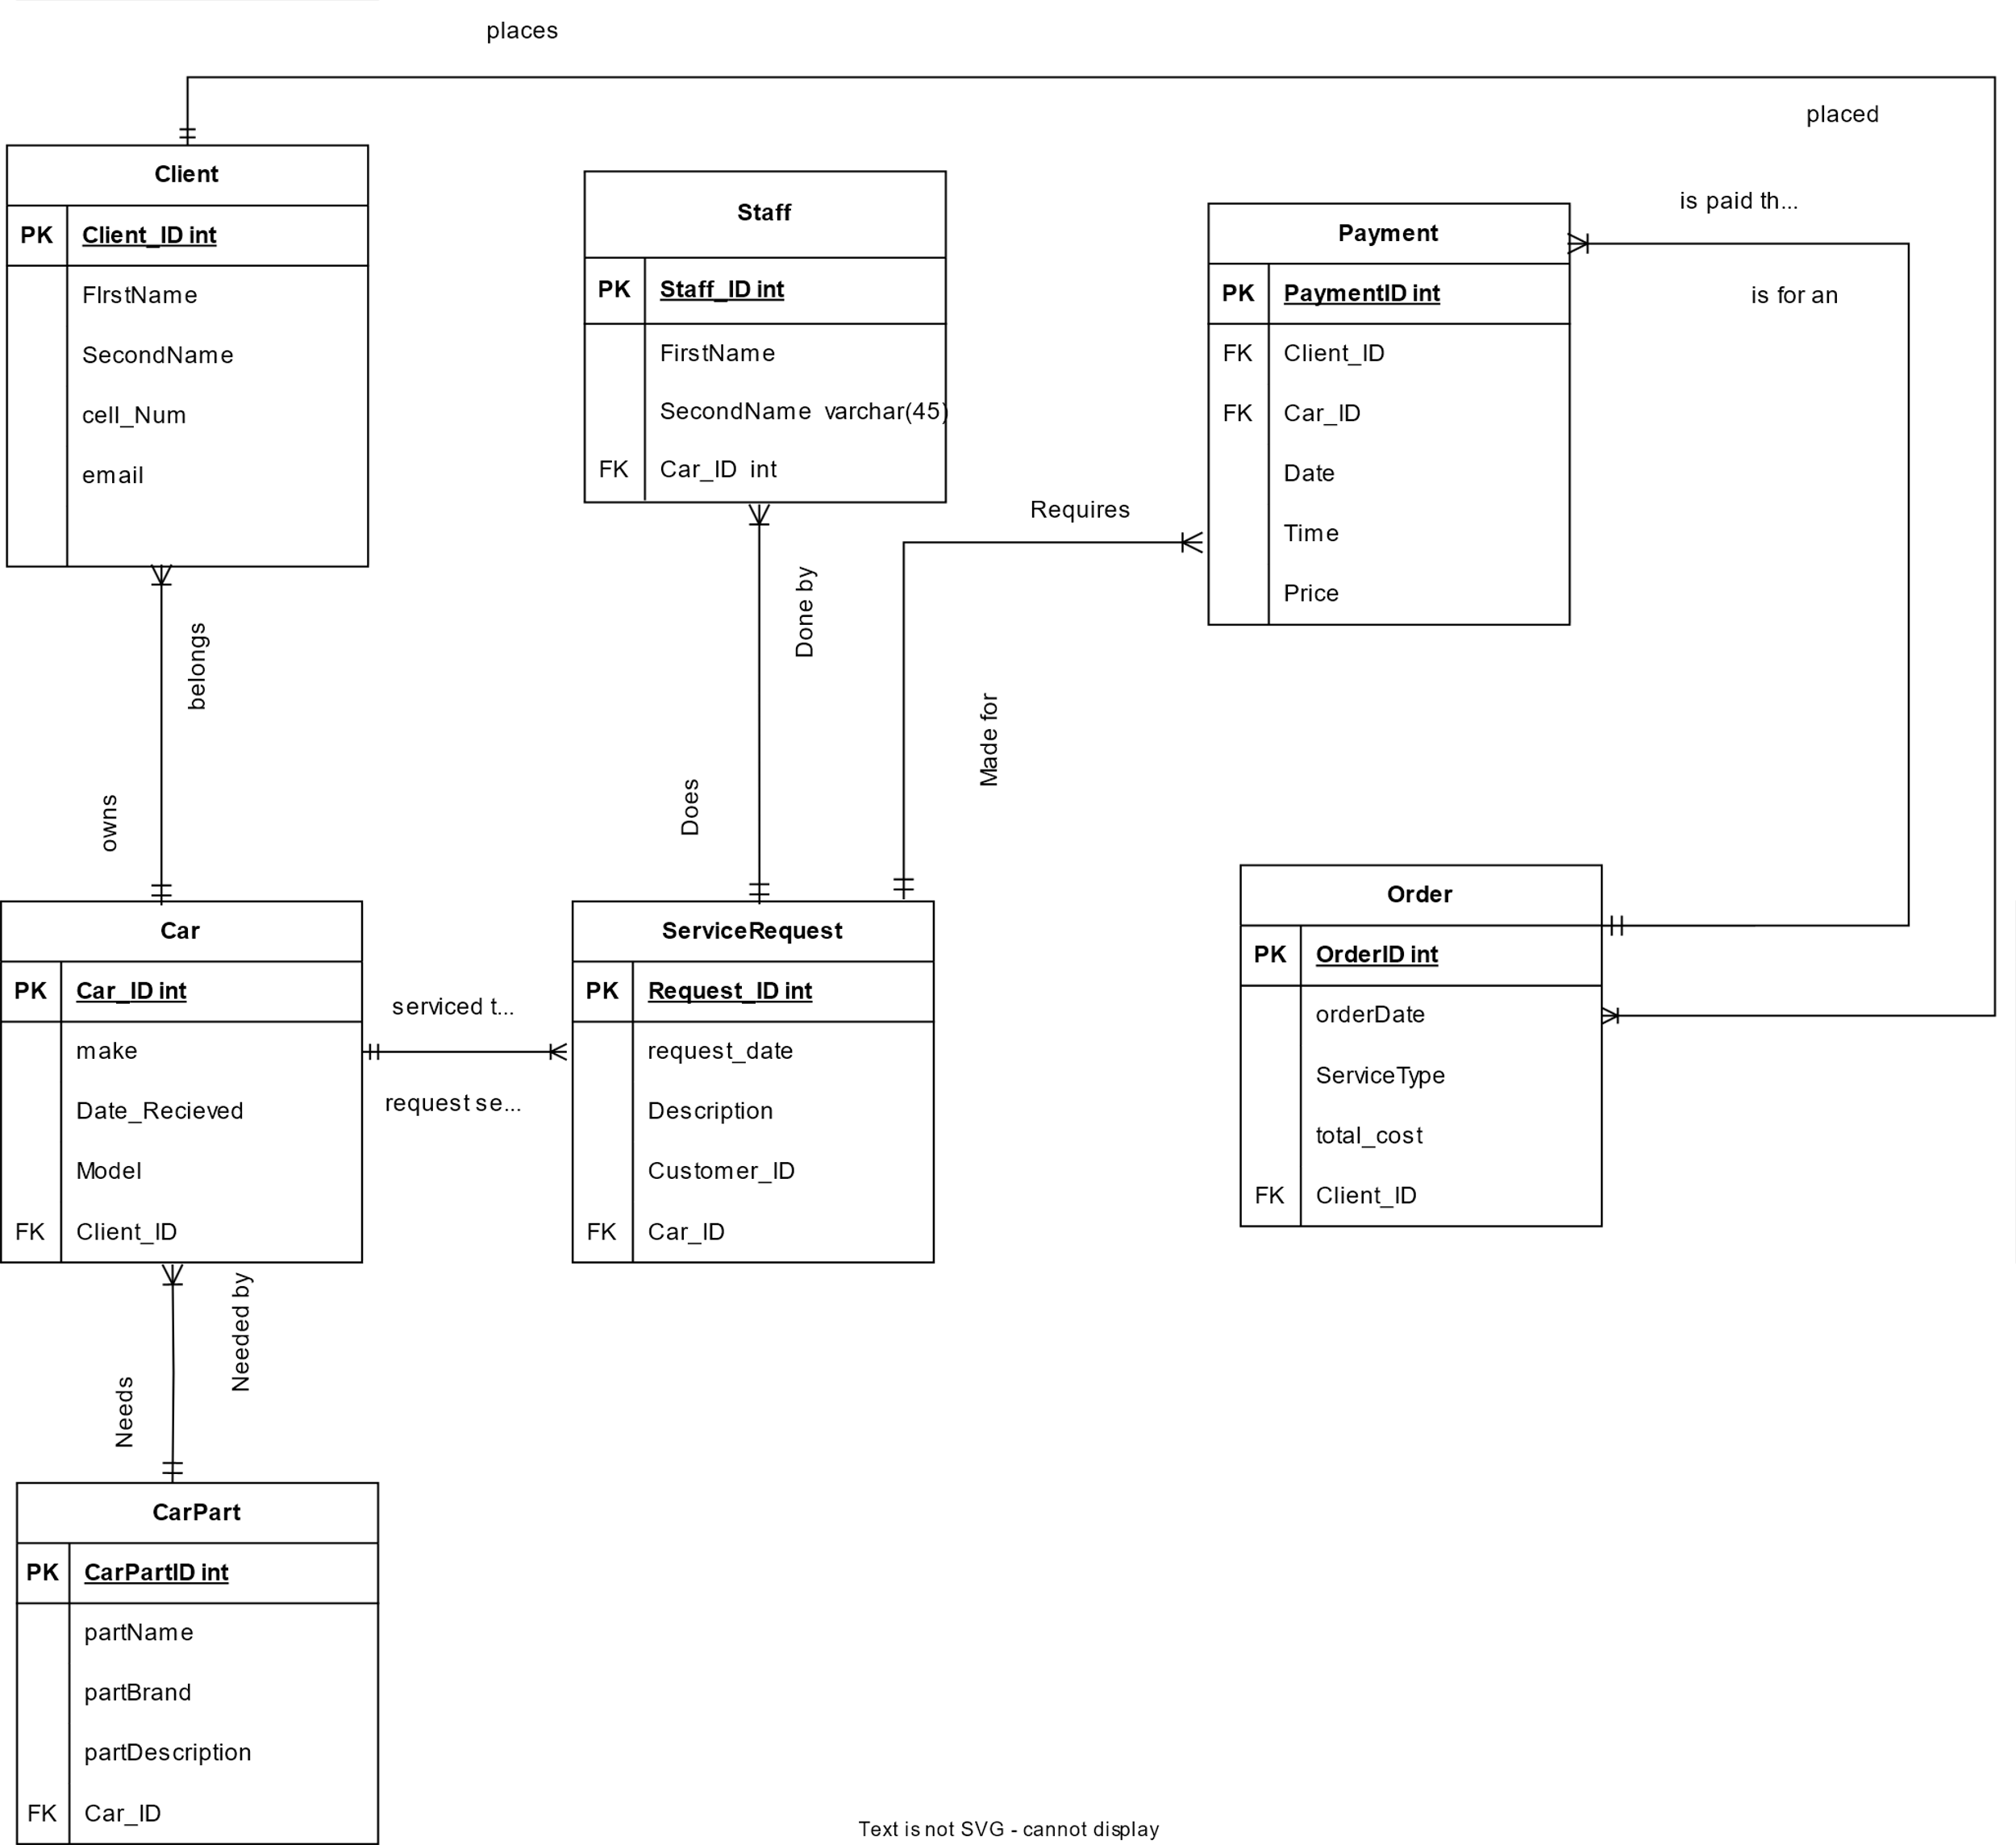 places
placed
Client
PK Client_ID int
FIrstName
SecondName
cell_Num
email
Staff
PK Staff_ID int
FirstName
SecondName varchar(45)
FK Car_ID int
Payment
PK PaymentID int
FK Client_ID
FK Car_ID
Date
Time
Price
is paid th...
is for an
Requires
Made for
Done by
Does
belongs
owns
Car
PK Car_ID int
make
Date_Recieved
Model
FK Client_ID
serviced t...
request se...
ServiceRequest
PK Request_ID int
request_date
Description
Customer_ID
FK Car_ID
Order
PK OrderID int
orderDate
ServiceType
total_cost
FK Client_ID
Needed by
Needs
CarPart
PK CarPartID int
partName
partBrand
partDescription
FK Car_ID
Text is not SVG - cannot display